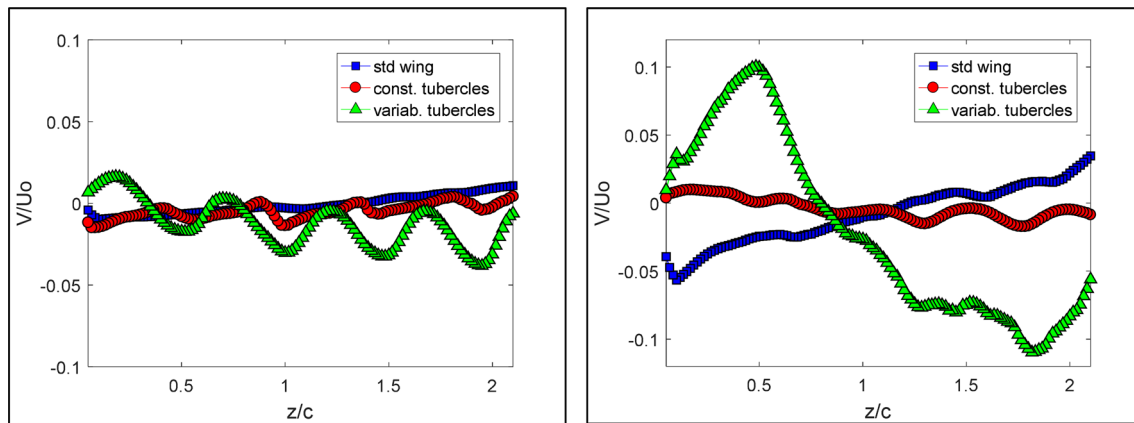 0.1
0.05
0
-0.05
-0.1
V/Uo
0.5
1
1.5
2
z/c
std wing
const. tubercles
variab. tubercles
0.1
0.05
0
-0.05
-0.1
V/Uo
0.5
1
1.5
2
z/c
std wing
const. tubercles
variab. tubercles